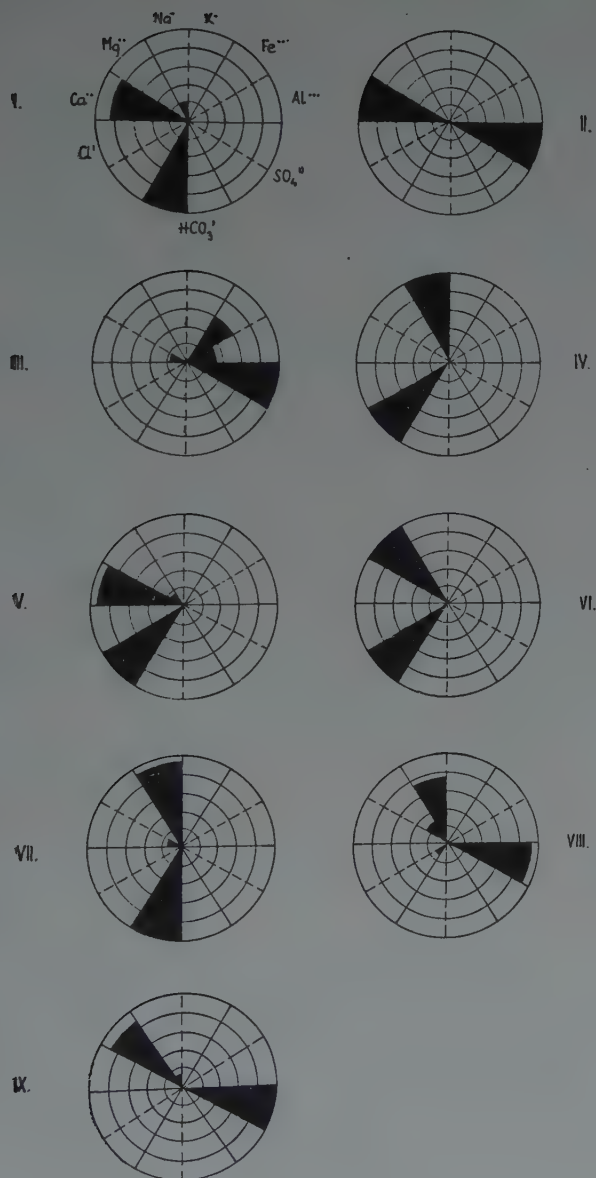 Na· K·
Mg·· Fe···
I. Ca·· Al··· II.
Cl' SO₄"
HCO₃'
III. IV.
V. VI.
VII. VIII.
IX.